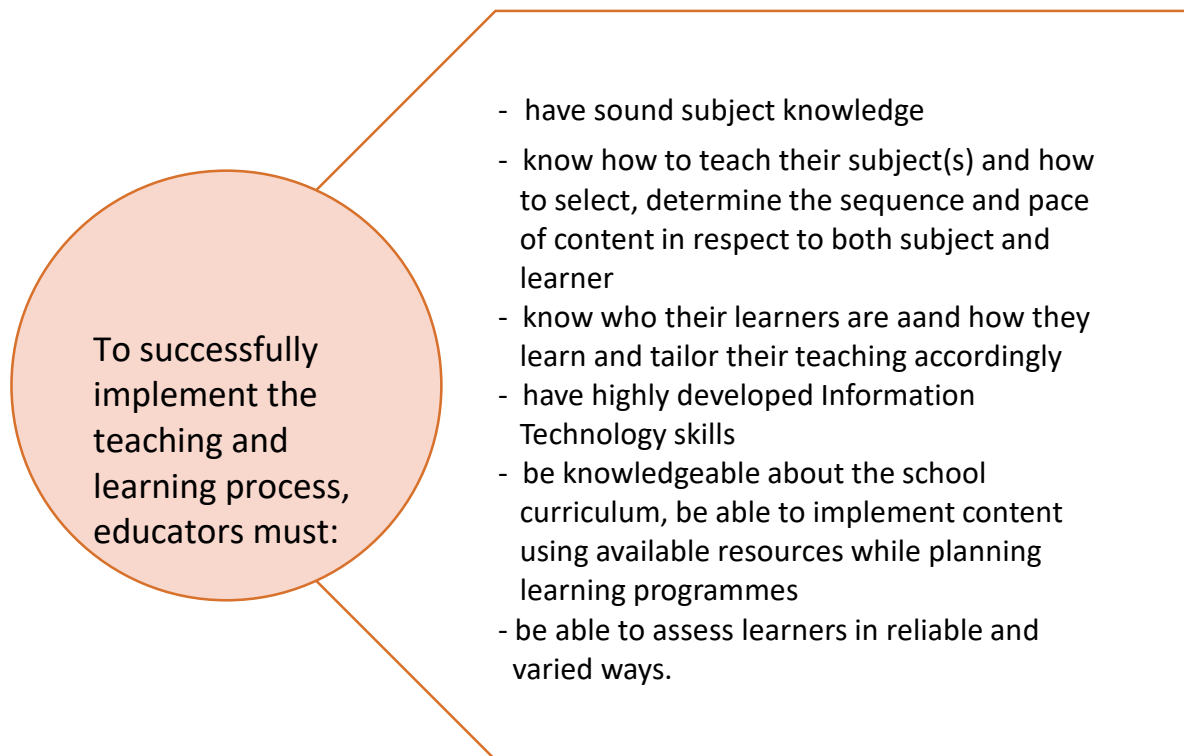 To successfully
implement the
teaching and
learning process,
educators must:
- have sound subject knowledge
- know how to teach their subject(s) and how
to select, determine the sequence and pace
of content in respect to both subject and
learner
- know who their learners are aand how they
learn and tailor their teaching accordingly
- have highly developed Information
Technology skills
- be knowledgeable about the school
curriculum, be able to implement content
using available resources while planning
learning programmes
- be able to assess learners in reliable and
varied ways.